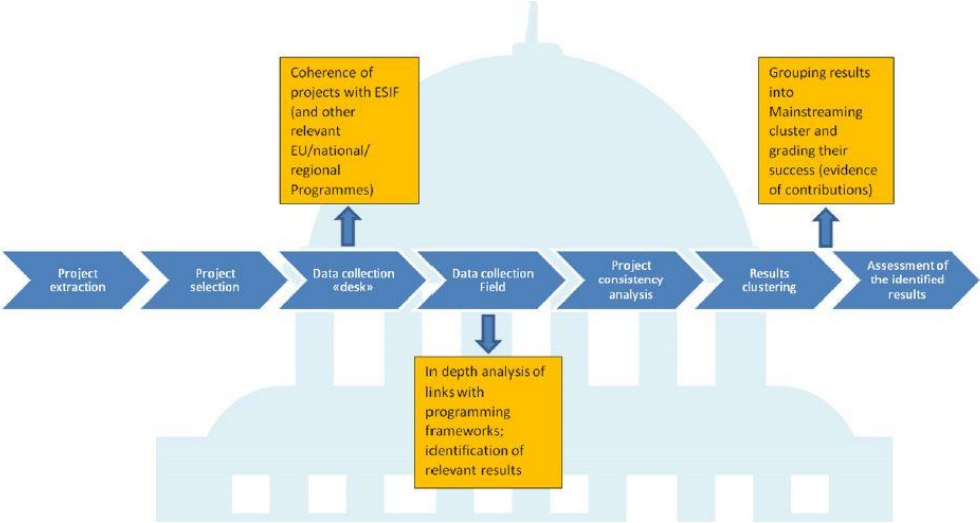 Coherence of
projects with ESIF
(and other
relevant
EU/national/
regional
Programmes)
Grouping results
into
Mainstreaming
cluster and
grading their
success (evidence
of contributions)
Project
extraction
Project
selection
Data collection
«desk»
Data collection
Field
Project
consistency
analysis
Results
clustering
Assessment of
the identified
results
In depth analysis of
links with
programming
frameworks;
identification of
relevant results